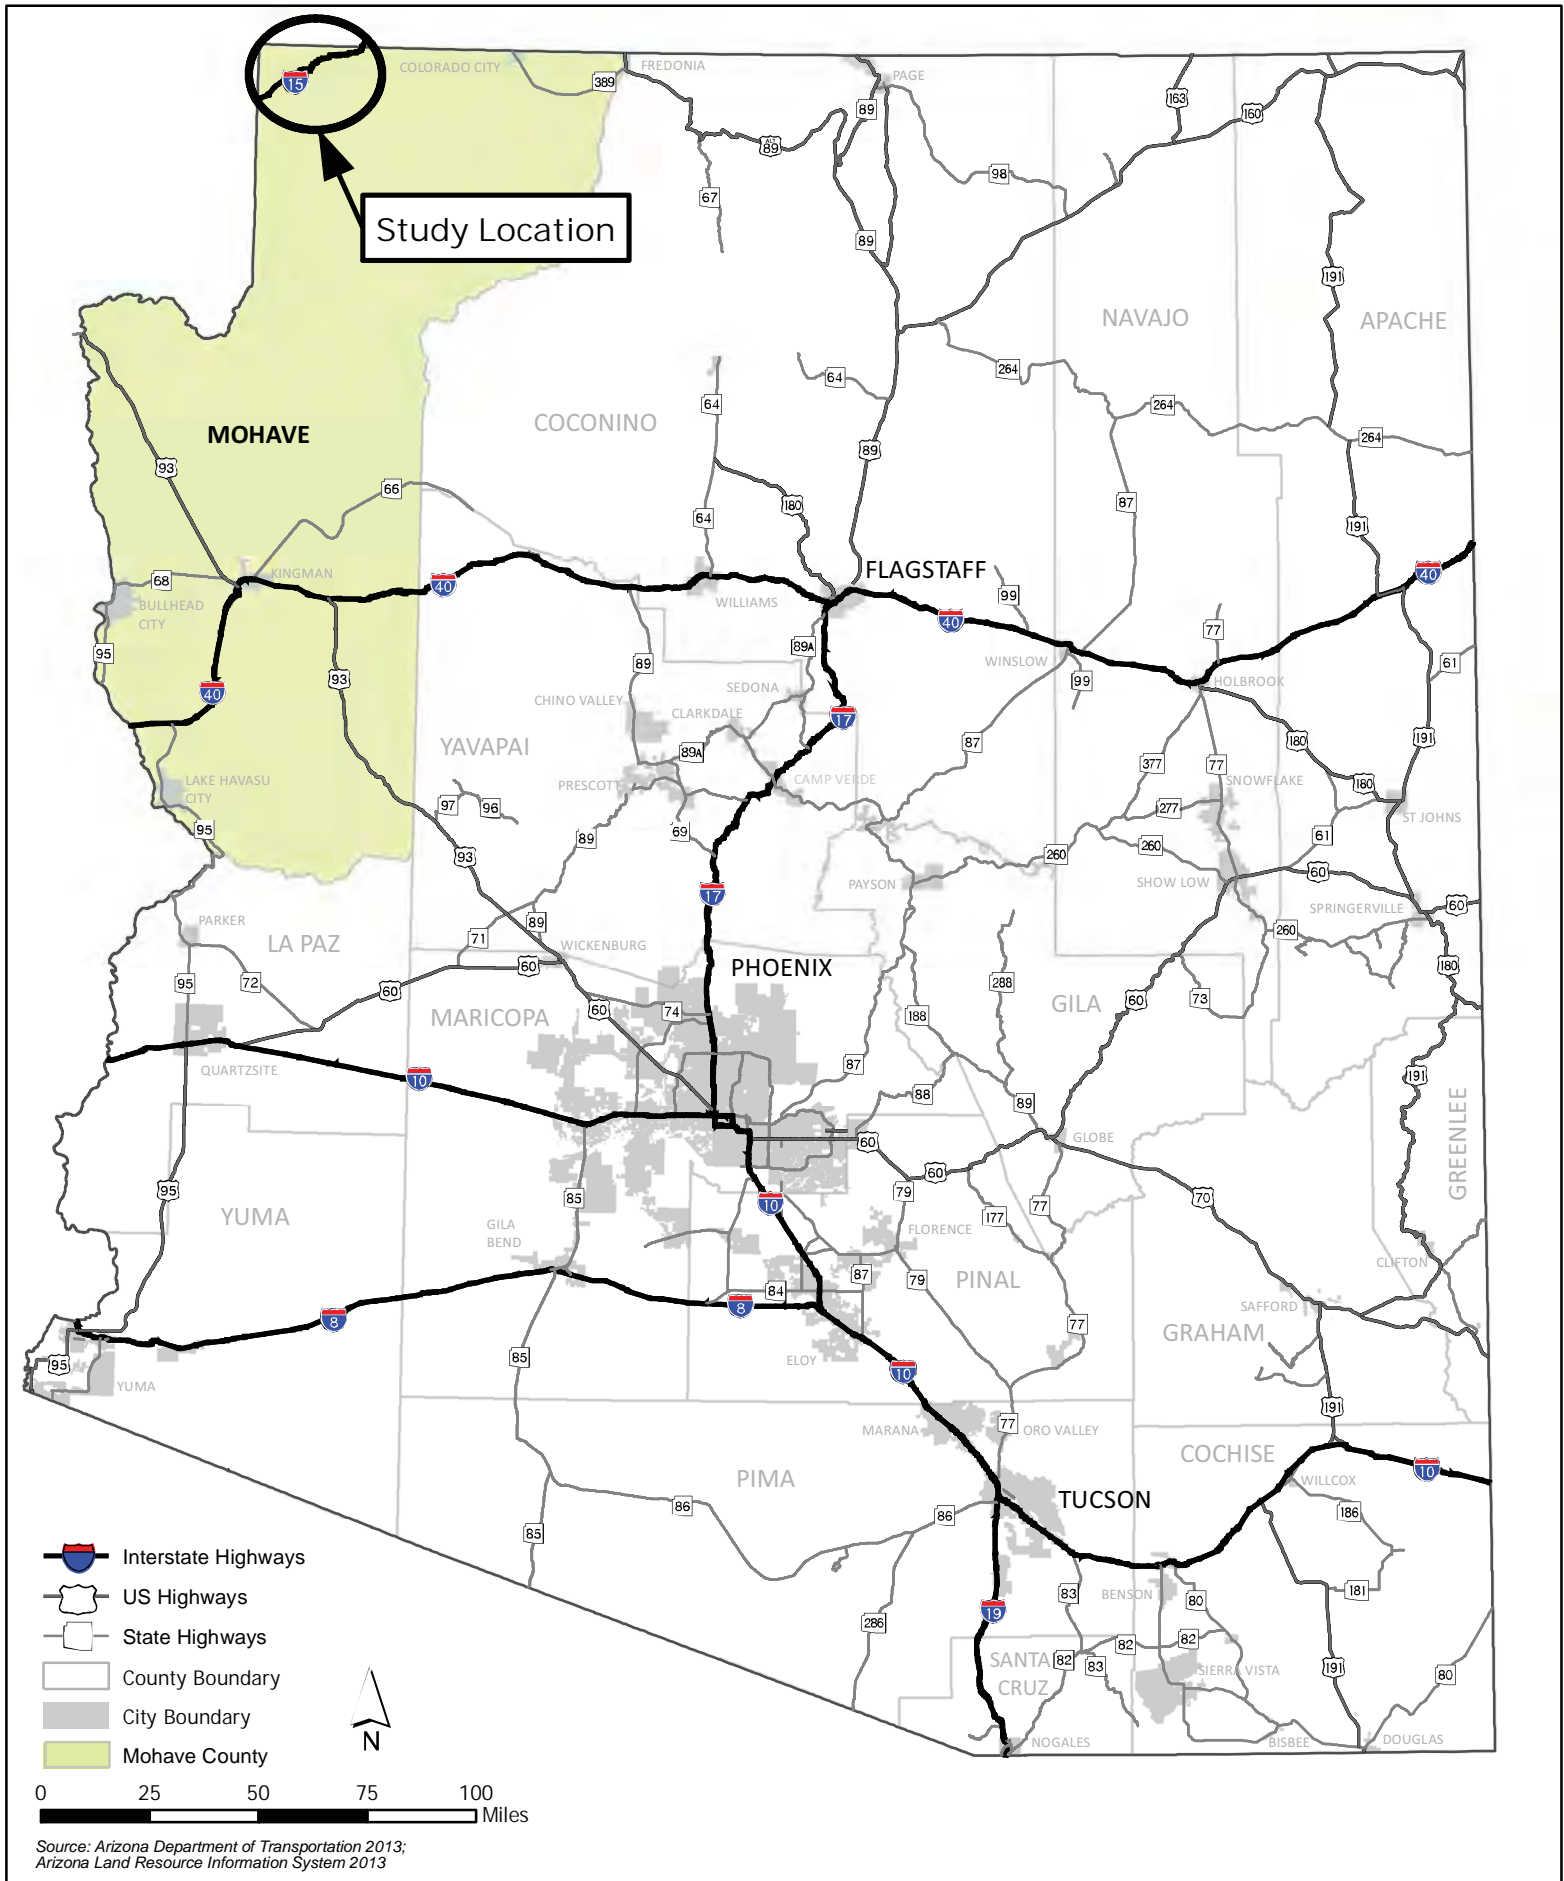 COLORADO CITY
FREDONIA
PAGE
15
389
89
163
160
ALT
89
98
67
Study Location
89
191
NAVAJO
APACHE
264
64
64
264
COCONINO
MOHAVE
264
89
93
66
180
87
64
191
FLAGSTAFF
40
KINGMAN
68
40
99
WILLIAMS
BULLHEAD
CITY
40
77
95
89A
89
WINSLOW
61
93
99
HOLBROOK
40
SEDONA
CHINO VALLEY
CLARKDALE
17
YAVAPAI
89A
87
180
191
377
77
LAKE HAVASU
CITY
PRESCOTT
CAMP VERDE
SNOWFLAKE
180
97
96
277
ST JOHNS
95
69
89
61
93
260
260
60
PAYSON
SHOW LOW
17
60
SPRINGERVILLE
PARKER
89
71
260
LA PAZ
WICKENBURG
60
PHOENIX
180
95
72
60
288
60
73
60
74
GILA
MARICOPA
188
QUARTZSITE
87
10
191
88
89
GREENLEE
GLOBE
60
60
95
79
70
85
10
77
YUMA
GILA
BEND
177
FLORENCE
CLIFTON
87
79
PINAL
84
8
SAFFORD
8
77
GRAHAM
85
ELOY
95
10
YUMA
191
77
MARANA
ORO VALLEY
COCHISE
PIMA
10
WILLCOX
TUCSON
86
186
86
85
Interstate Highways
83
BENSON
181
US Highways
80
19
286
State Highways
82
82
SANTA
CRUZ
82
83
SIERRA VISTA
191
80
County Boundary
City Boundary
N
NOGALES
BISBEE
DOUGLAS
Mohave County
0 25 50 75 100
Miles
Source: Arizona Department of Transportation 2013;
Arizona Land Resource Information System 2013